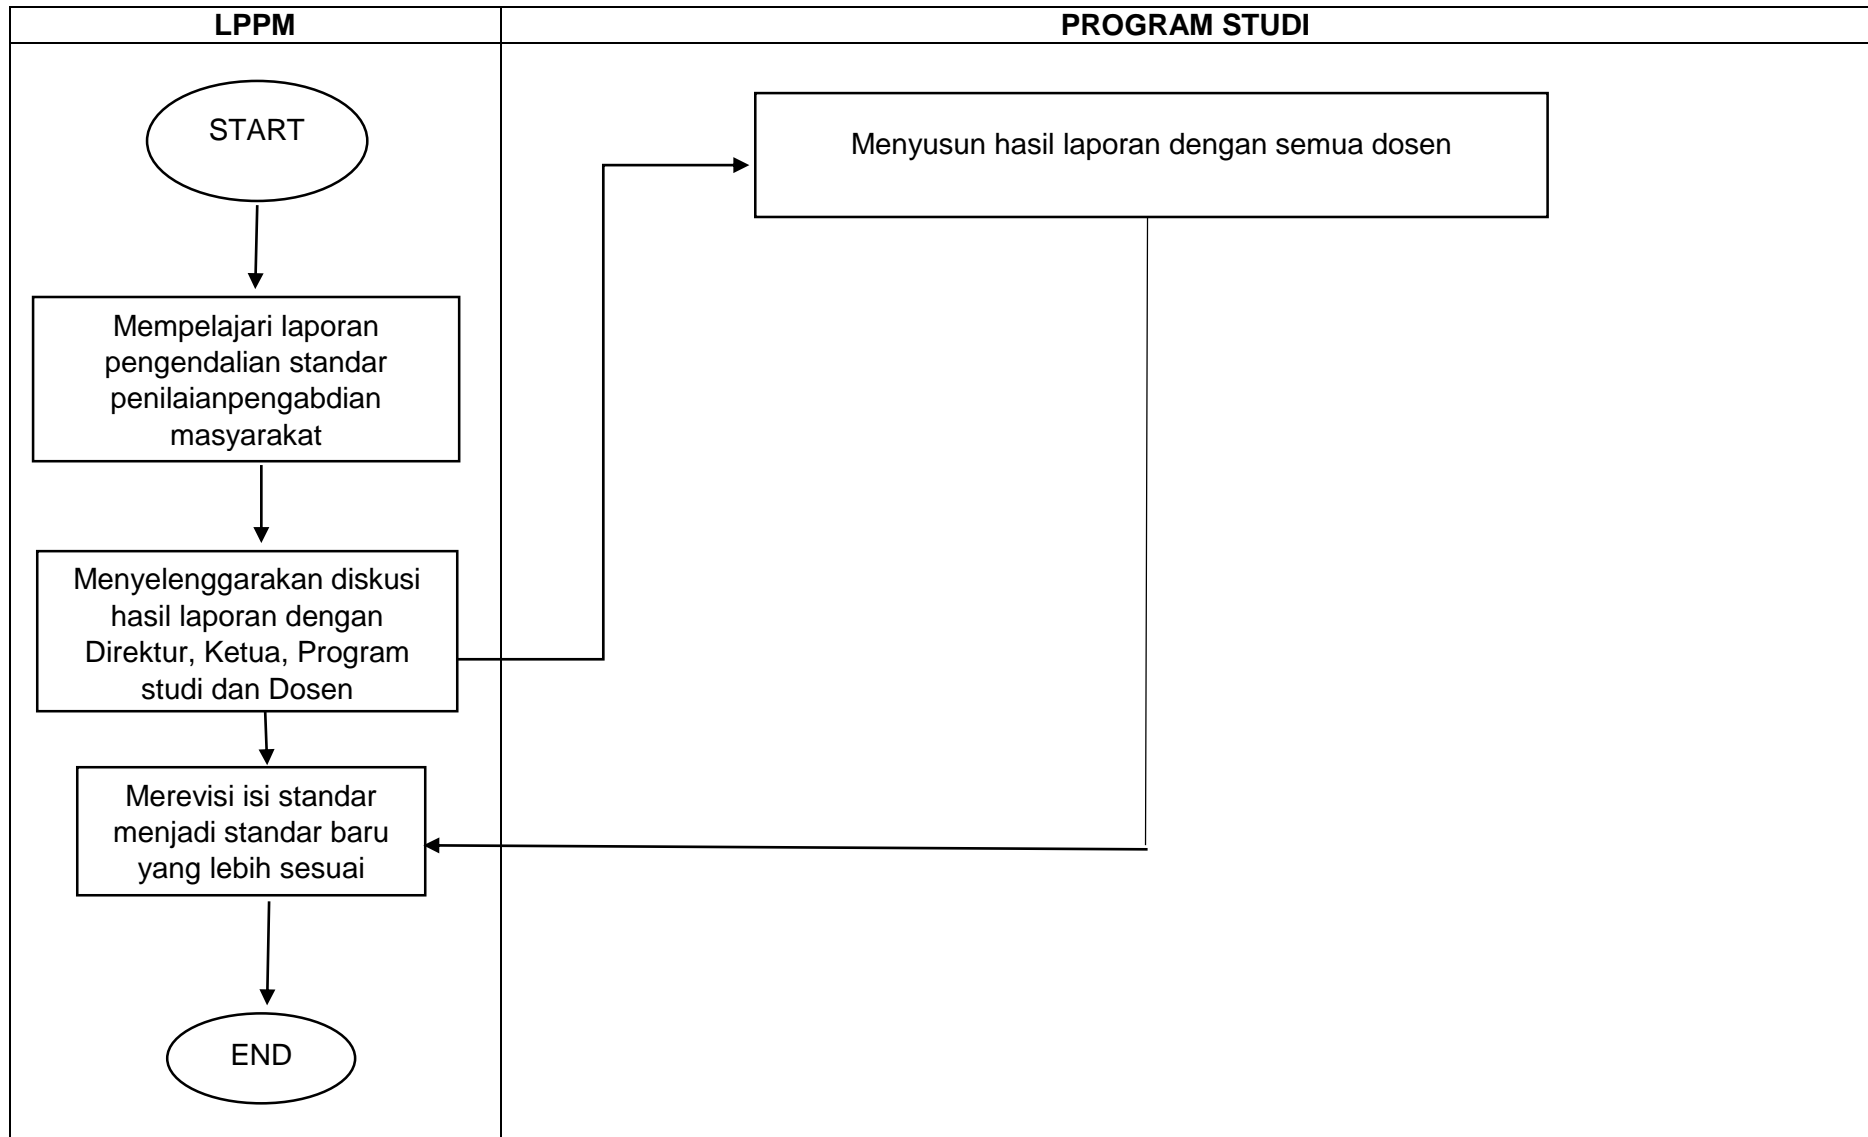 LPPM
PROGRAM STUDI
START
Menyusun hasil laporan dengan semua dosen
Mempelajari laporan
pengendalian standar
penilaianpengabdian
masyarakat
Menyelenggarakan diskusi
hasil laporan dengan
Direktur, Ketua, Program
studi dan Dosen
Merevisi isi standar
menjadi standar baru
yang lebih sesuai
END